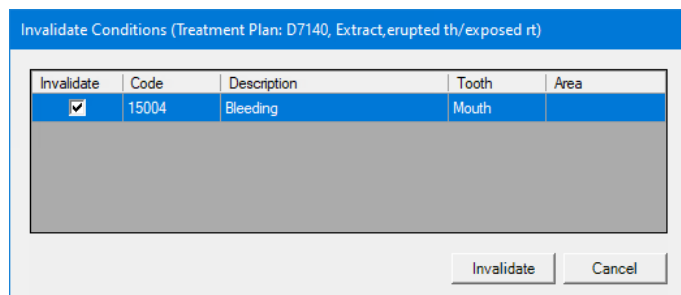 Invalidate Conditions (Treatment Plan: D7140, Extract,erupted th/exposed rt)
Invalidate Code Description Tooth Area
15004 Bleeding Mouth
Invalidate Cancel